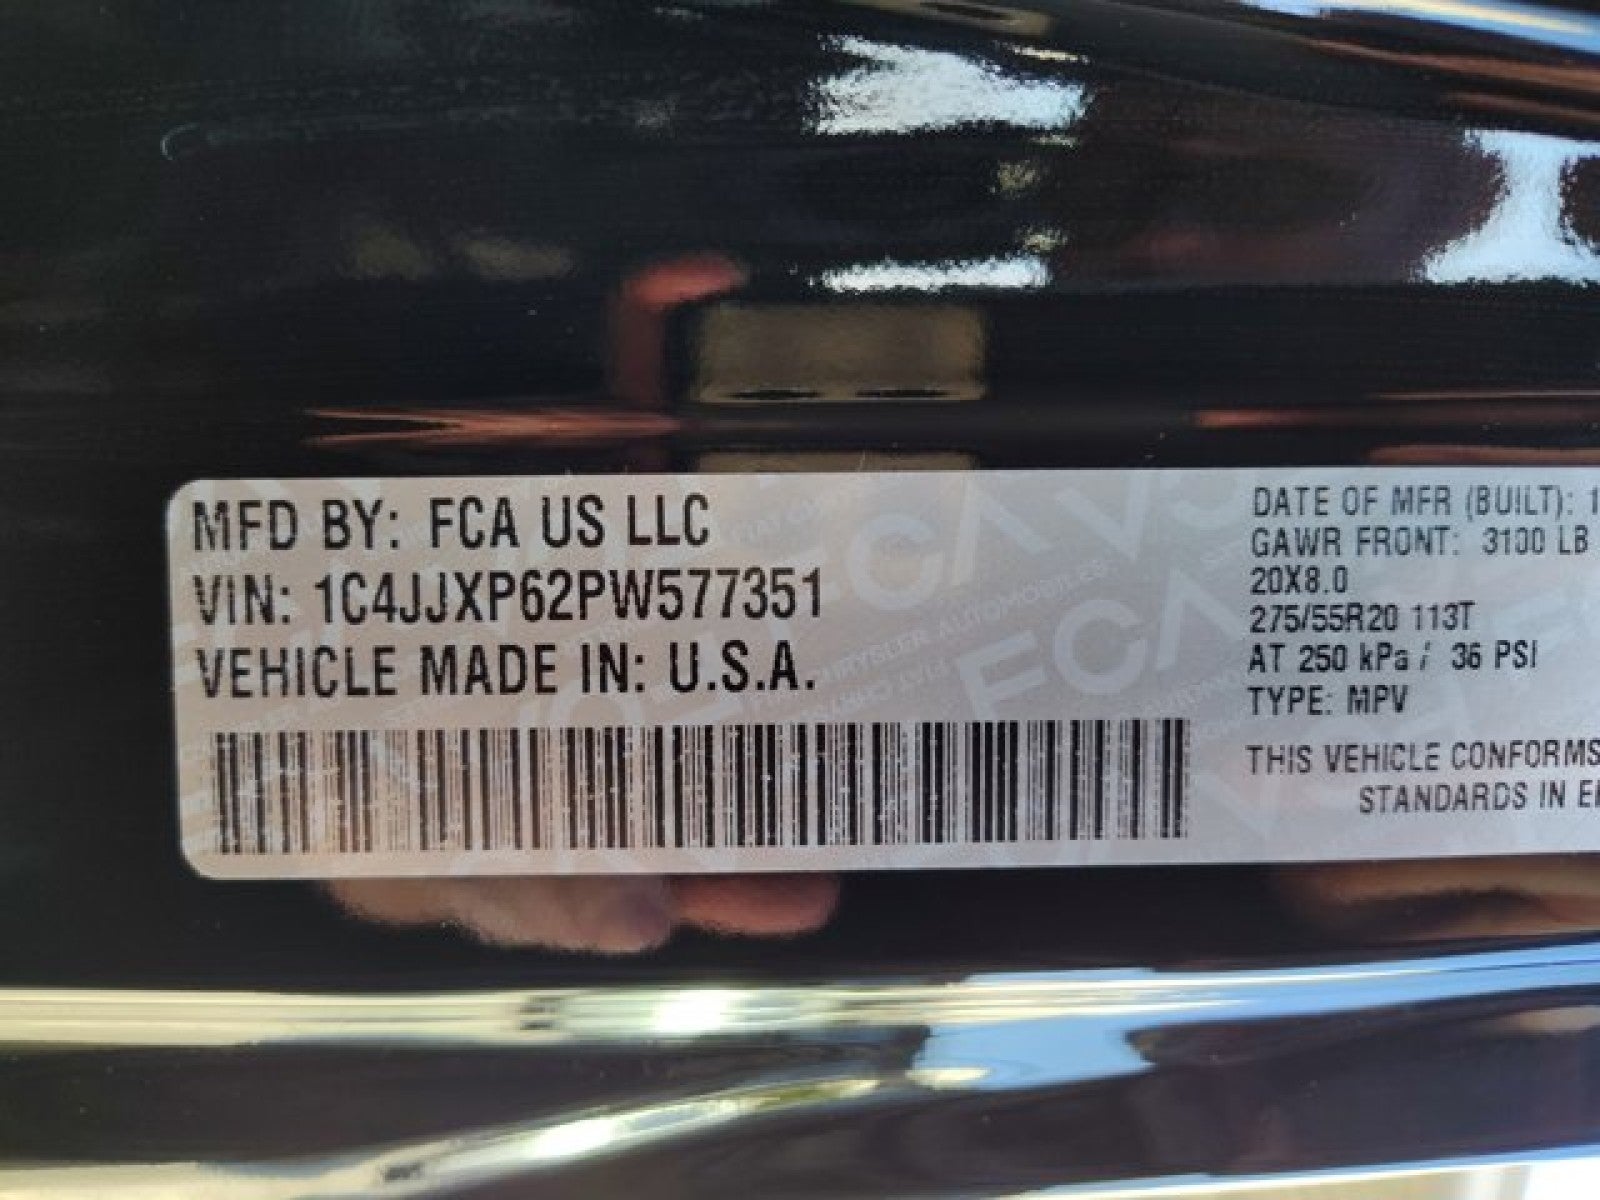 MFD BY: FCA US LLC
VIN: 1C4JJXP62PW577351
VEHICLE MADE IN: U.S.A.
DATE OF MFR (BUILT): 1
GAWR FRONT: 3100 LB
20X8.0
275/55R20 113T
AT 250 kPa / 36 PSI
TYPE: MPV
THIS VEHICLE CONFORMS
STANDARDS IN